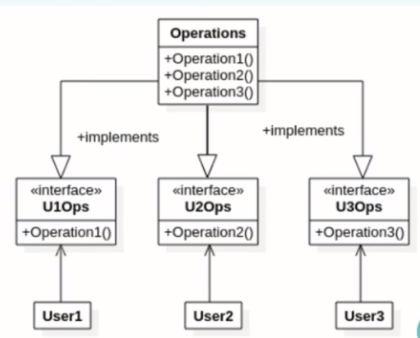 Operations
+Operation1()
+Operation2()
+Operation3()
+implements
+implements
«interface»
U1Ops
+Operation1()
«interface»
U2Ops
+Operation2()
«interface»
U3Ops
+Operation3()
User1
User2
User3